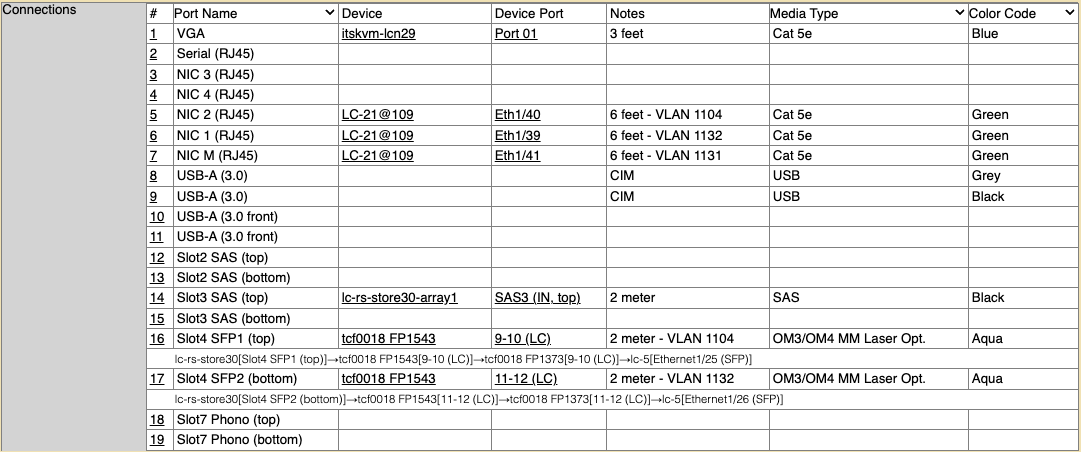 Connections
# Port Name Device Device Port Notes Media Type Color Code
1 VGA itskvm-lcn29 Port 01 3 feet Cat 5e Blue
2 Serial (RJ45)
3 NIC 3 (RJ45)
4 NIC 4 (RJ45)
5 NIC 2 (RJ45) LC-21@109 Eth1/40 6 feet - VLAN 1104 Cat 5e Green
6 NIC 1 (RJ45) LC-21@109 Eth1/39 6 feet - VLAN 1132 Cat 5e Green
7 NIC M (RJ45) LC-21@109 Eth1/41 6 feet - VLAN 1131 Cat 5e Green
8 USB-A (3.0) CIM USB Grey
9 USB-A (3.0) CIM USB Black
10 USB-A (3.0 front)
11 USB-A (3.0 front)
12 Slot2 SAS (top)
13 Slot2 SAS (bottom)
14 Slot3 SAS (top) lc-rs-store30-array1 SAS3 (IN, top) 2 meter SAS Black
15 Slot3 SAS (bottom)
16 Slot4 SFP1 (top) tcf0018 FP1543 9-10 (LC) 2 meter - VLAN 1104 OM3/OM4 MM Laser Opt. Aqua
lc-rs-store30[Slot4 SFP1 (top)]→tcf0018 FP1543[9-10 (LC)]→tcf0018 FP1373[9-10 (LC)]→lc-5[Ethernet1/25 (SFP)]
17 Slot4 SFP2 (bottom) tcf0018 FP1543 11-12 (LC) 2 meter - VLAN 1132 OM3/OM4 MM Laser Opt. Aqua
lc-rs-store30[Slot4 SFP2 (bottom)]→tcf0018 FP1543[11-12 (LC)]→tcf0018 FP1373[11-12 (LC)]→lc-5[Ethernet1/26 (SFP)]
18 Slot7 Phono (top)
19 Slot7 Phono (bottom)